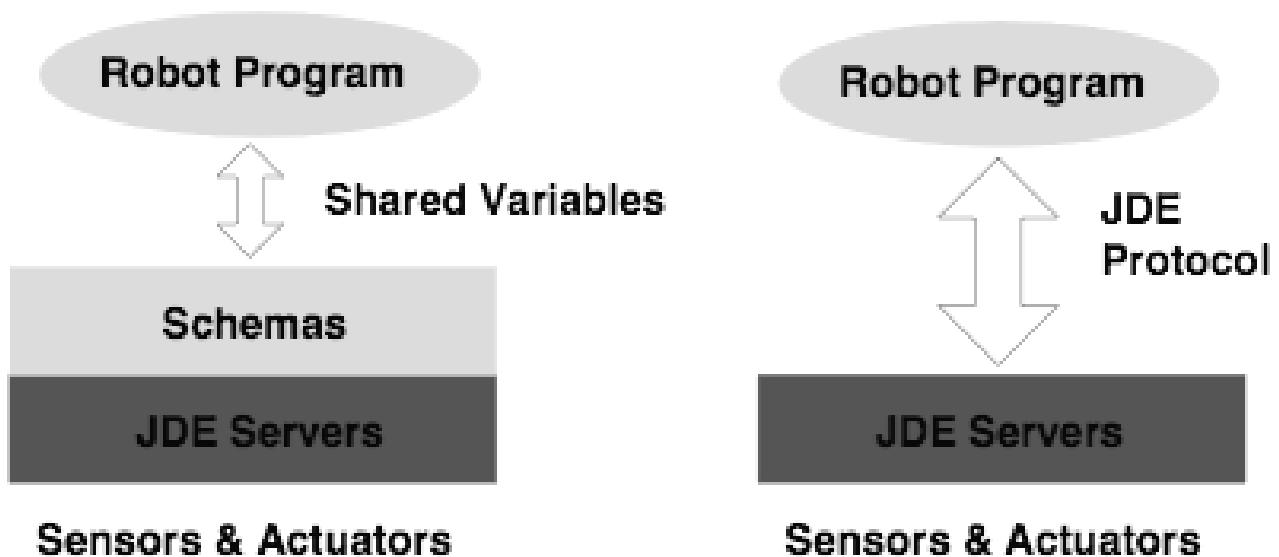 Robot Program
Shared Variables
Schemas
JDE Servers
Sensors & Actuators
Robot Program
JDE
Protocol
JDE Servers
Sensors & Actuators